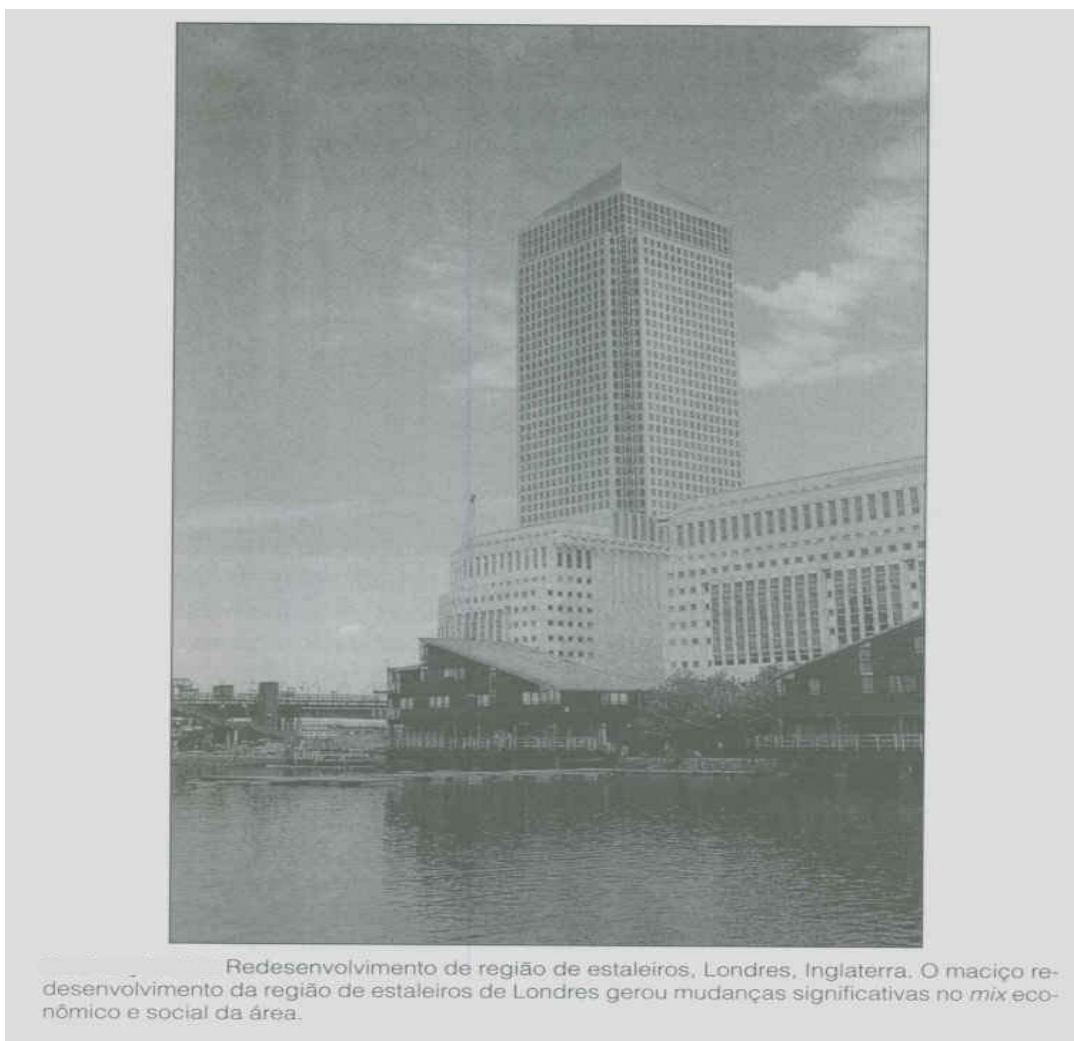 Redesenvolvimento de região de estaleiros, Londres, Inglaterra. O maciço re-
desenvolvimento da região de estaleiros de Londres gerou mudanças significativas no mix eco-
nômico e social da área.